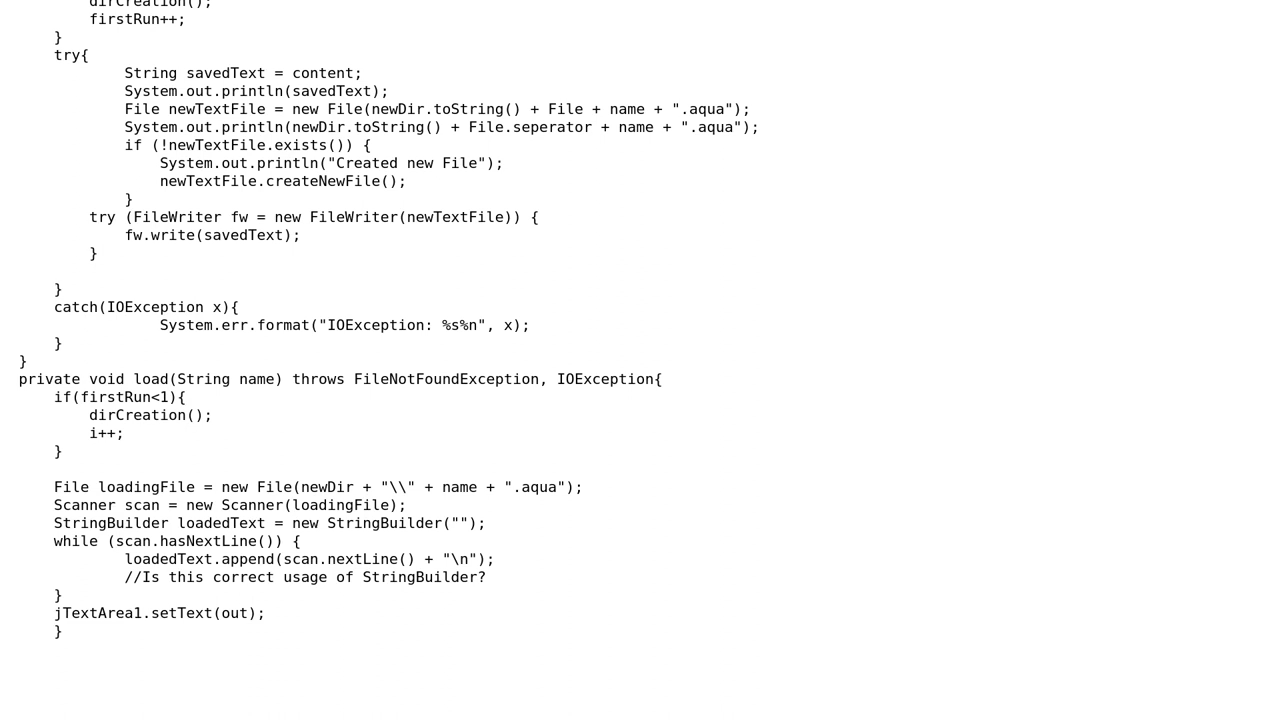 dirCreation();
firstRun++;
}
try{
String savedText = content;
System.out.println(savedText);
File newTextFile = new File(newDir.toString() + File + name + ".aqua");
System.out.println(newDir.toString() + File.seperator + name + ".aqua");
if (!newTextFile.exists()) {
System.out.println("Created new File");
newTextFile.createNewFile();
}
try (FileWriter fw = new FileWriter(newTextFile)) {
fw.write(savedText);
}
}
catch(IOException x){
System.err.format("IOException: %s%n", x);
}
}
private void load(String name) throws FileNotFoundException, IOException{
if(firstRun<1){
dirCreation();
i++;
}
File loadingFile = new File(newDir + "\\" + name + ".aqua");
Scanner scan = new Scanner(loadingFile);
StringBuilder loadedText = new StringBuilder("");
while (scan.hasNextLine()) {
loadedText.append(scan.nextLine() + "\n");
//Is this correct usage of StringBuilder?
}
jTextArea1.setText(out);
}